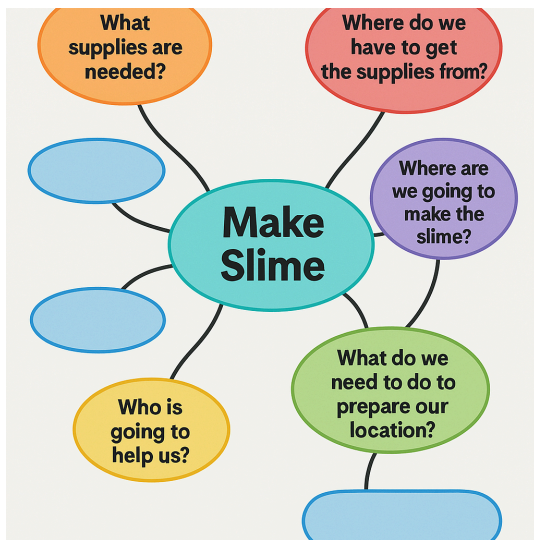 What
supplies are
needed?
Where do we
have to get
the supplies from?
Where are
we going to
make the
slime?
Make
Slime
What do we
need to do to
prepare our
location?
Who is
going to
help us?